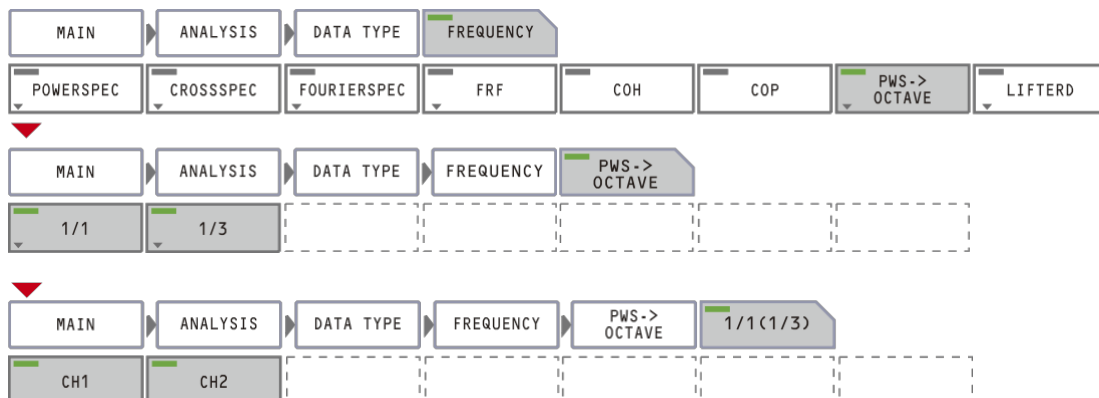 MAIN ANALYSIS DATA TYPE FREQUENCY
POWERSPEC CROSSSPEC FOURIERSPEC FRF COH COP PWS-> OCTAVE LIFTERD
MAIN ANALYSIS DATA TYPE FREQUENCY PWS-> OCTAVE
1/1 1/3
MAIN ANALYSIS DATA TYPE FREQUENCY PWS-> OCTAVE 1/1(1/3)
CH1 CH2